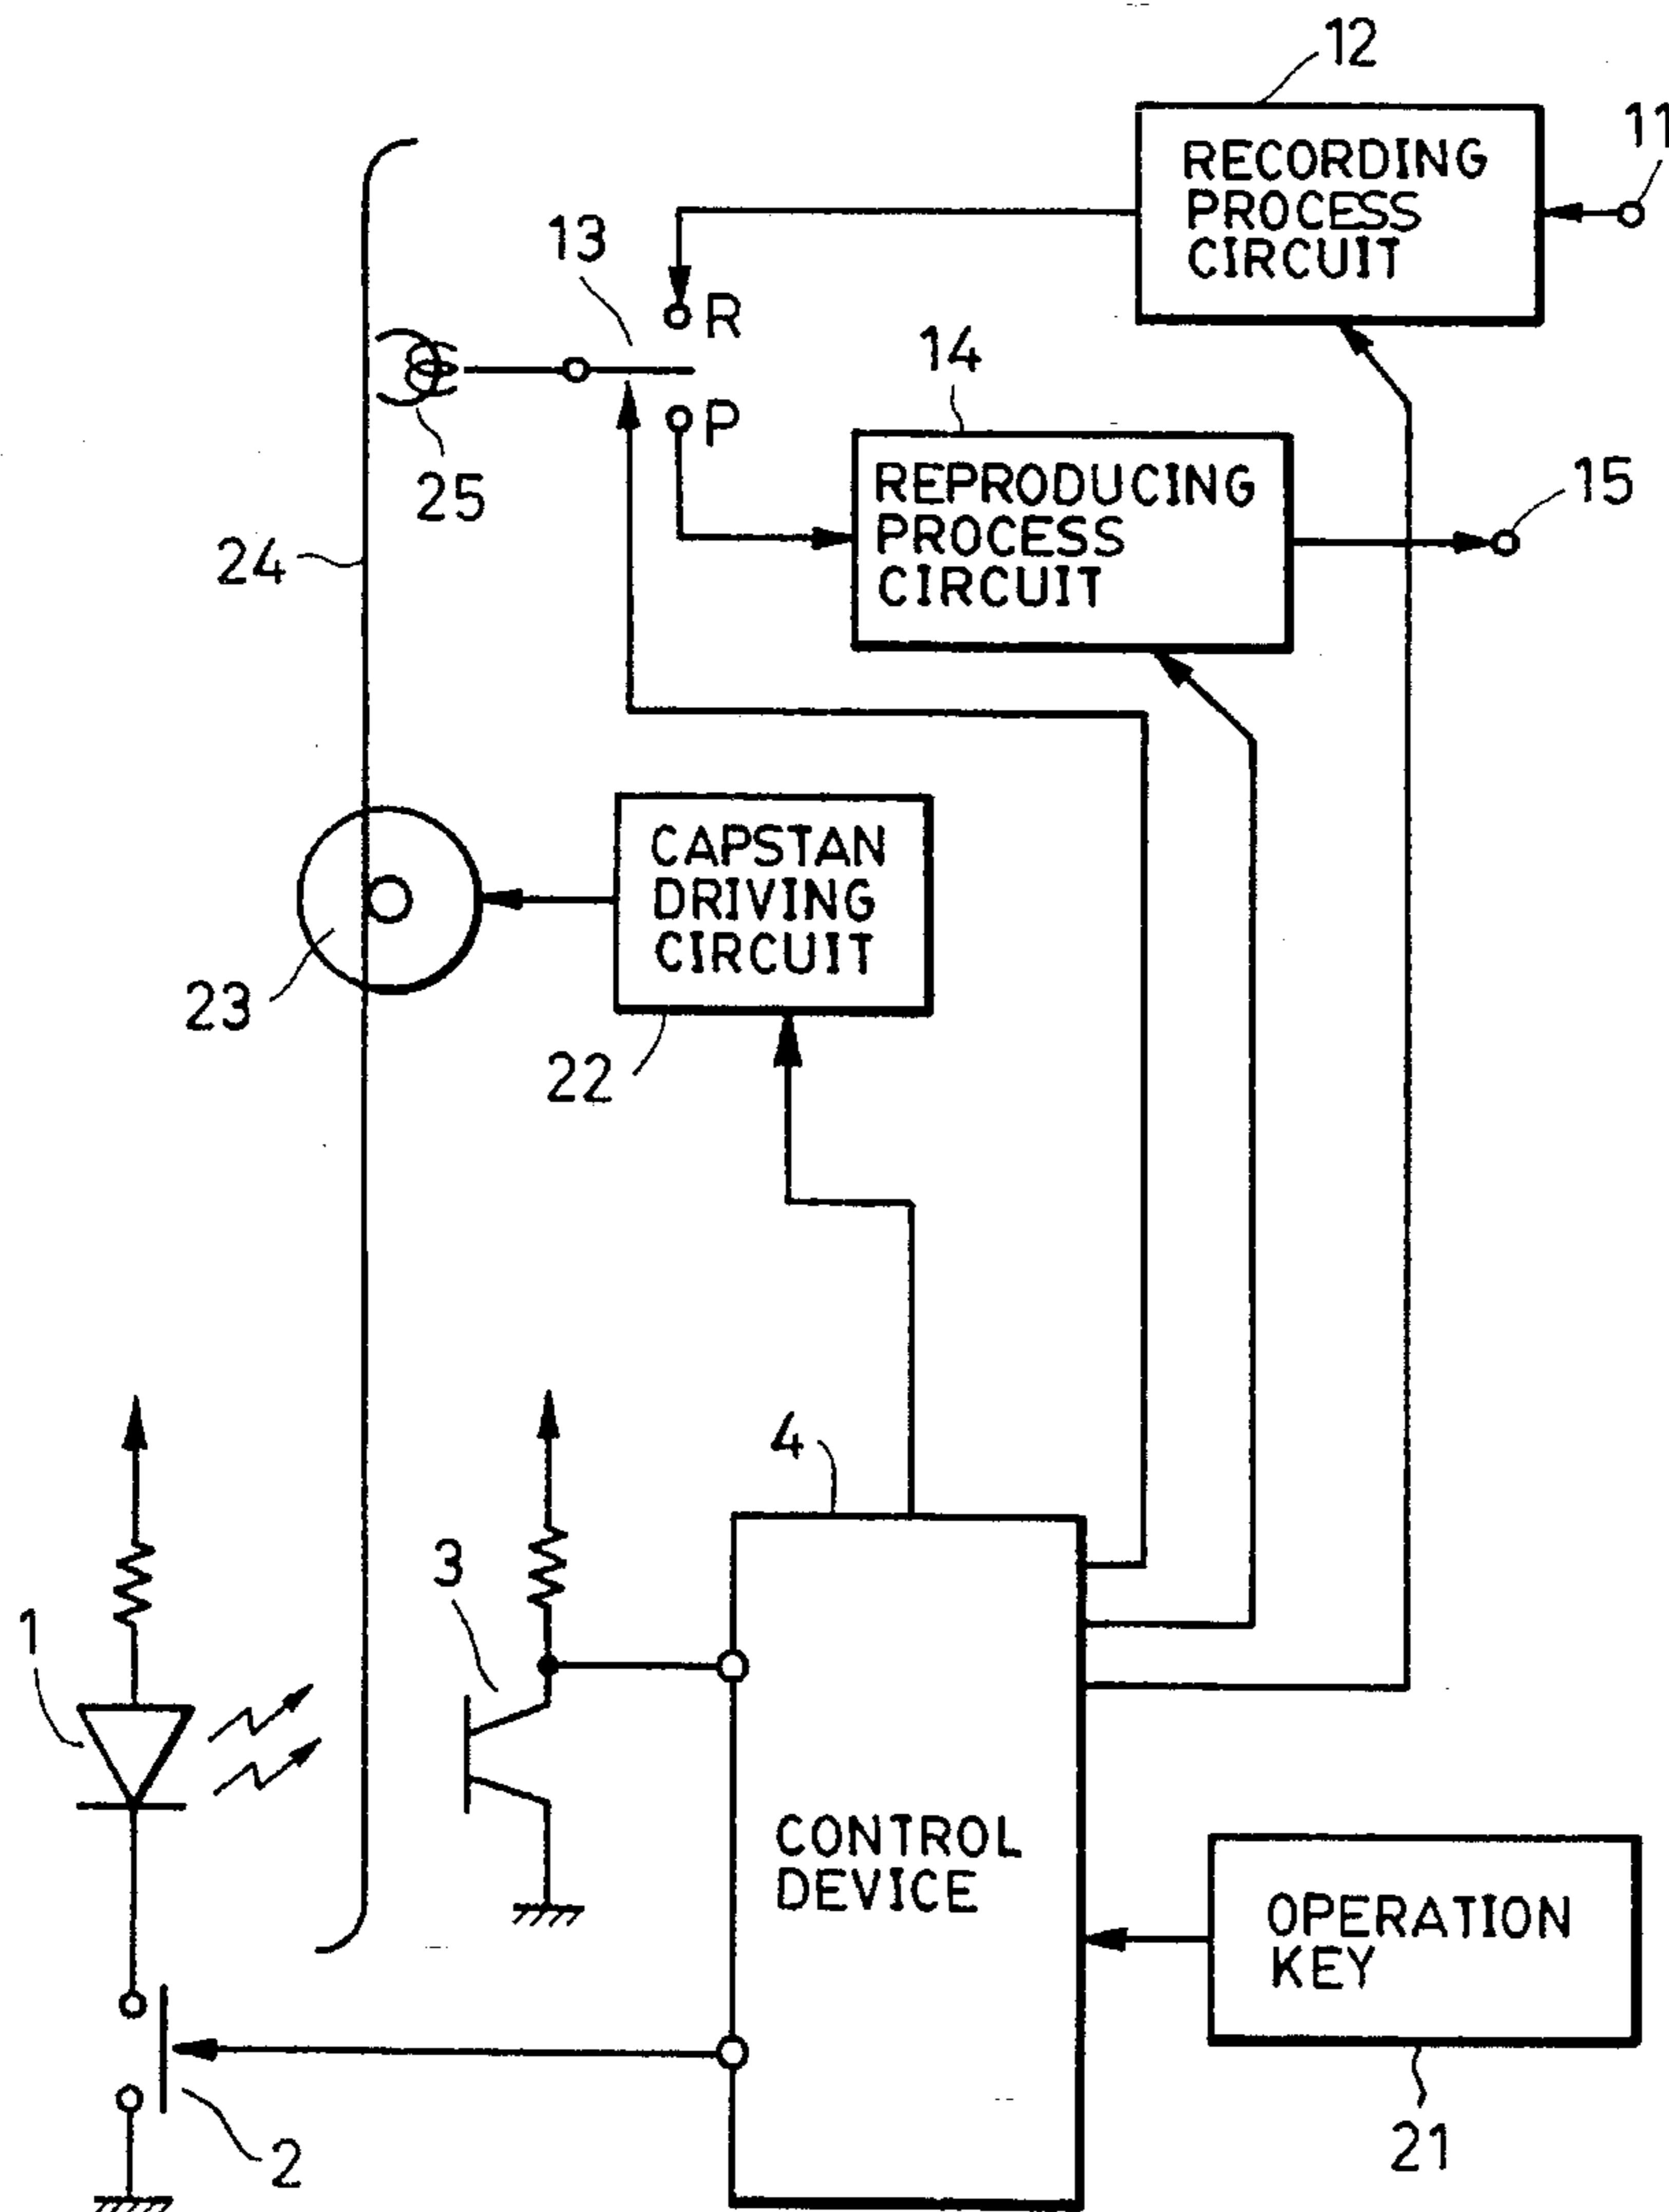 12
RECORDING
PROCESS
CIRCUIT
11
13
R
P
14
REPRODUCING
PROCESS
CIRCUIT
15
25
24
CAPSTAN
DRIVING
CIRCUIT
23
22
4
3
1
CONTROL
DEVICE
OPERATION
KEY
2
21